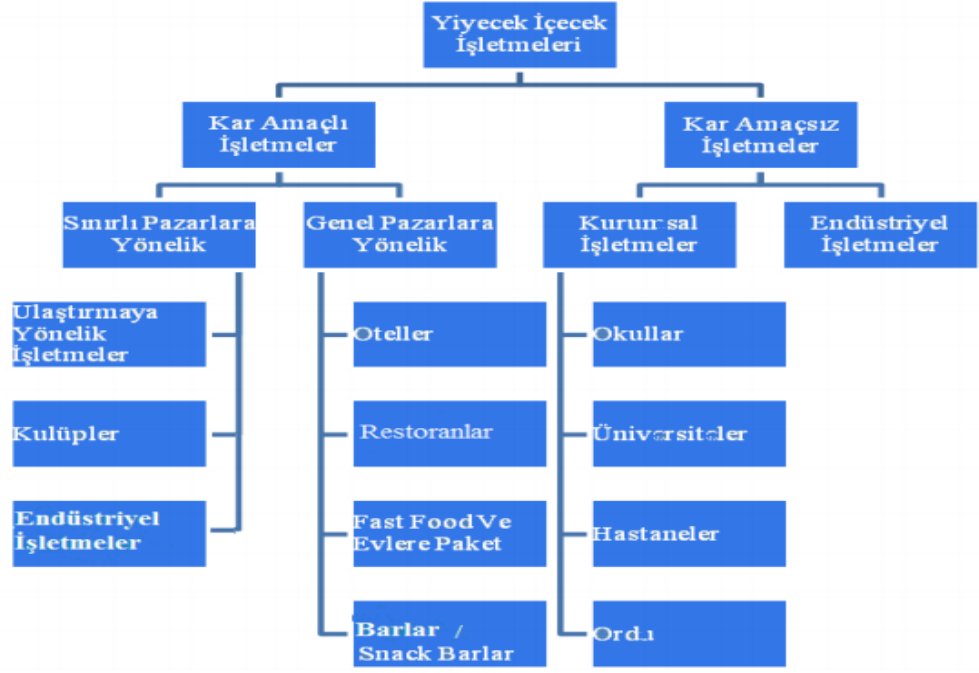 Yiyecek İçecek
İşletmeleri
Kar Amaçlı
İşletmeler
Kar Amaçsız
İşletmeler
Sınırlı Pazarlara
Yönelik
Genel Pazarlara
Yönelik
Kurumsal
İşletmeler
Endüstriyel
İşletmeler
Ulaştırmaya
Yönelik
İşletmeler
Kulüpler
Endüstriyel
İşletmeler
Oteller
Restoranlar
Fast Food Ve
Evlere Paket
Barlar /
Snack Barlar
Okullar
Üniversiteler
Hastaneler
Ordu